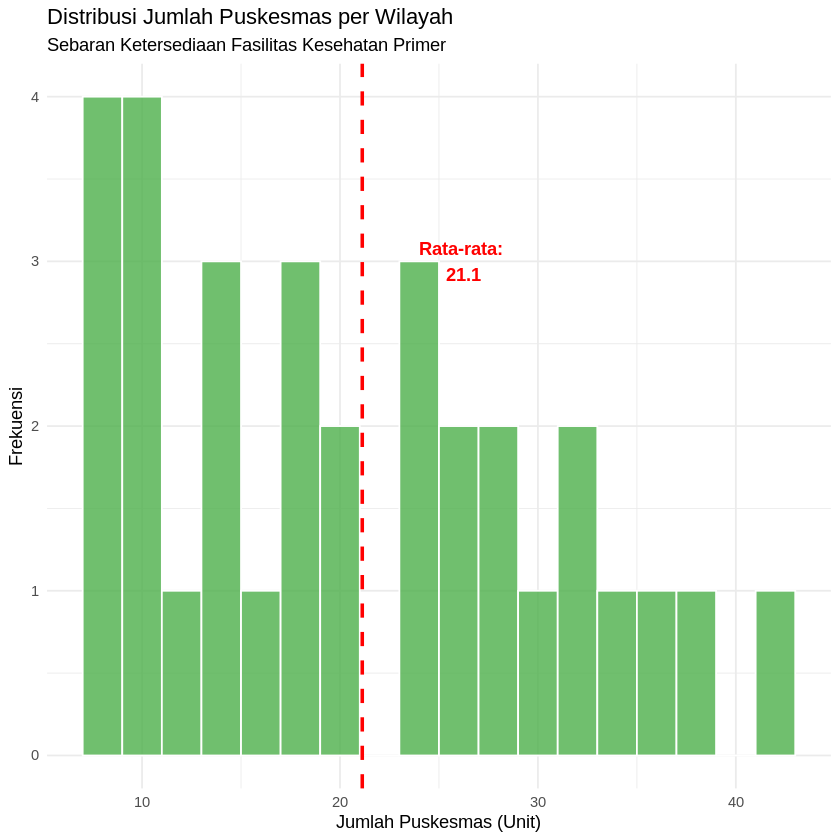 Distribusi Jumlah Puskesmas per Wilayah
Sebaran Ketersediaan Fasilitas Kesehatan Primer
4
3
2
1
0
Frekuensi
Rata-rata:
21.1
10
20
30
40
Jumlah Puskesmas (Unit)